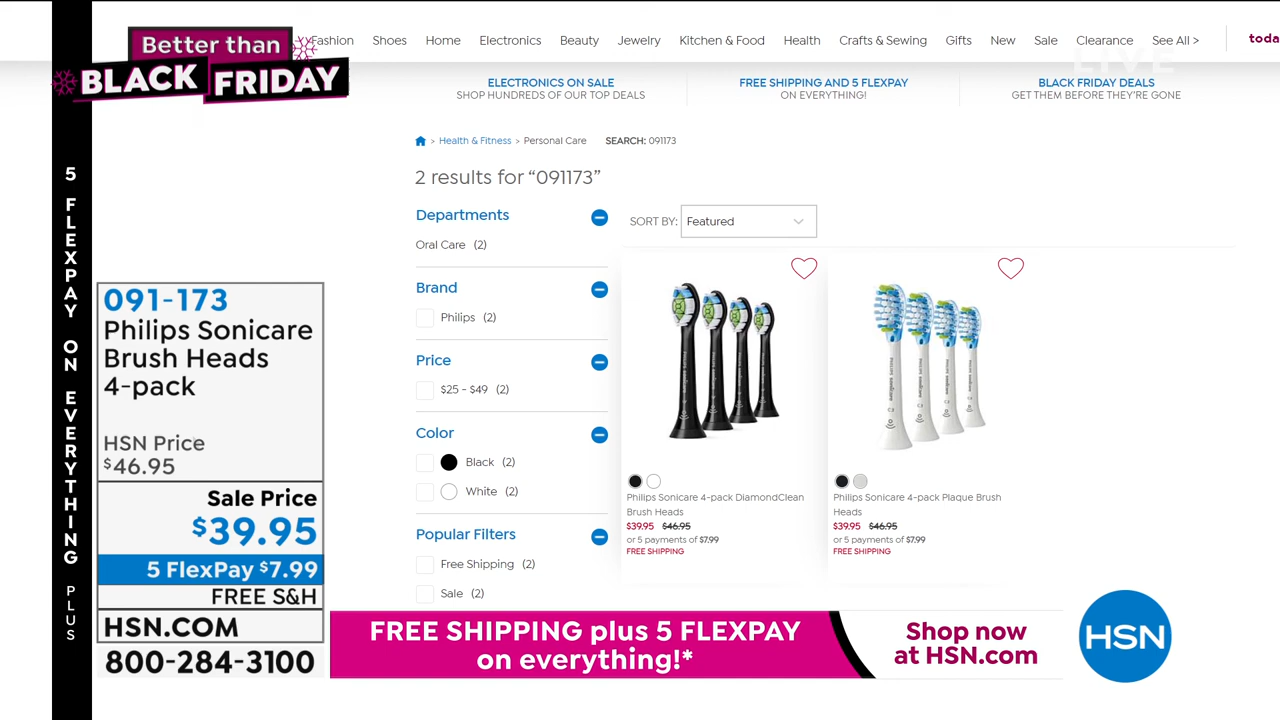 Better than
BLACK FRIDAY
Fashion Shoes Home Electronics Beauty Jewelry Kitchen & Food Health Crafts & Sewing Gifts New Sale Clearance See All > toda
LIVE
ELECTRONICS ON SALE
SHOP HUNDREDS OF OUR TOP DEALS
FREE SHIPPING AND 5 FLEXPAY
ON EVERYTHING!
BLACK FRIDAY DEALS
GET THEM BEFORE THEY'RE GONE
> Health & Fitness > Personal Care SEARCH: 091173
2 results for “091173”
Departments
Oral Care (2)
Brand
Philips (2)
Price
$25 - $49 (2)
Color
Black (2)
White (2)
Popular Filters
Free Shipping (2)
Sale (2)
SORT BY: Featured
Philips Sonicare 4-pack DiamondClean
Brush Heads
$39.95 $46.95
or 5 payments of $7.99
FREE SHIPPING
Philips Sonicare 4-pack Plaque Brush
Heads
$39.95 $46.95
or 5 payments of $7.99
FREE SHIPPING
5 FLEXPAY ON EVERYTHING PLUS
091-173
Philips Sonicare
Brush Heads
4-pack
HSN Price
$46.95
Sale Price
$39.95
5 FlexPay $7.99
FREE S&H
HSN.COM
800-284-3100
FREE SHIPPING plus 5 FLEXPAY
on everything!*
Shop now
at HSN.com
HSN